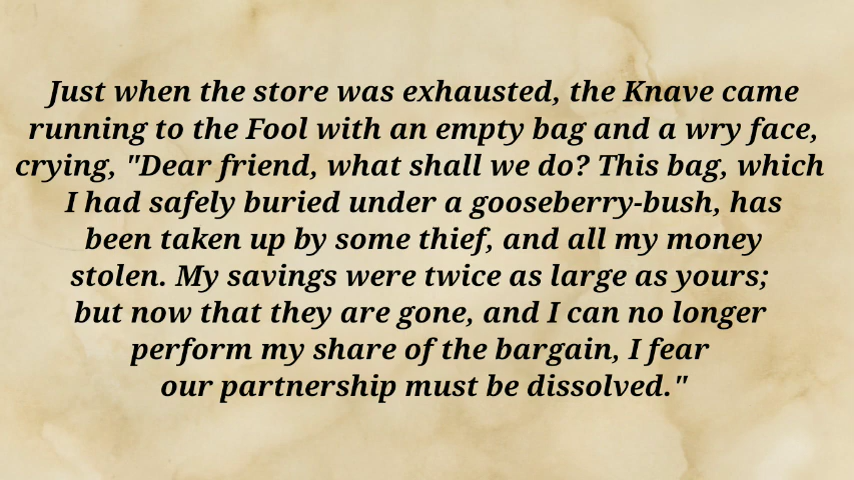 Just when the store was exhausted, the Knave came
running to the Fool with an empty bag and a wry face,
crying, "Dear friend, what shall we do? This bag, which
I had safely buried under a gooseberry-bush, has
been taken up by some thief, and all my money
stolen. My savings were twice as large as yours;
but now that they are gone, and I can no longer
perform my share of the bargain, I fear
our partnership must be dissolved."